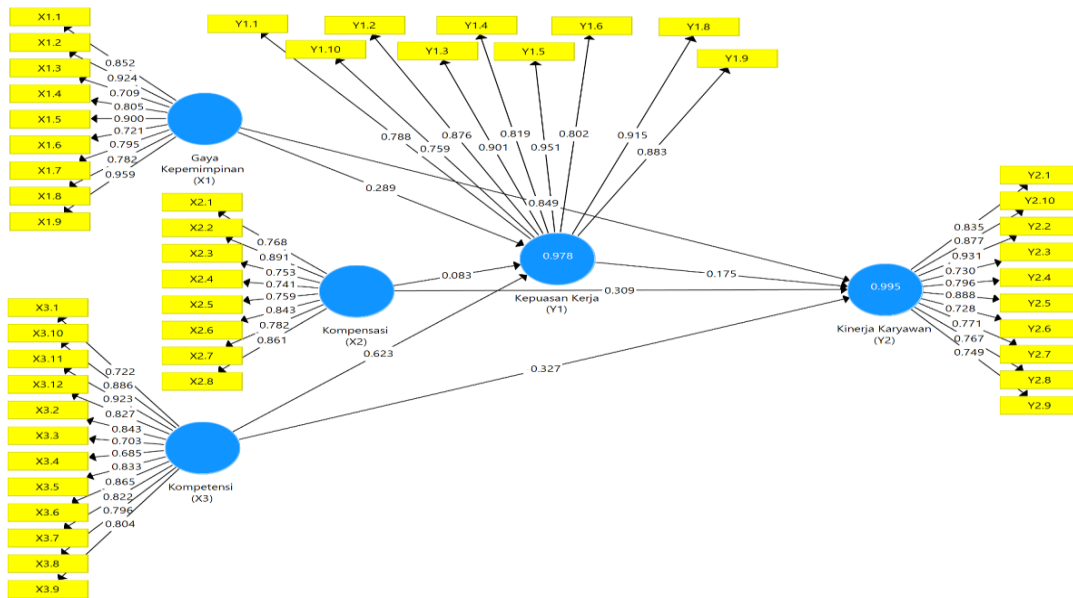 X1.1
X1.2
X1.3
X1.4
X1.5
X1.6
X1.7
X1.8
X1.9
0.852
0.924
0.709
0.805
0.900
0.721
0.795
0.782
0.959
Gaya
Kepemimpinan
(X1)
Y1.1
Y1.10
Y1.2
Y1.3
Y1.4
Y1.5
Y1.6
Y1.8
Y1.9
0.788
0.759
0.876
0.901
0.819
0.951
0.802
0.915
0.883
0.289
0.849
X2.1
X2.2
X2.3
X2.4
X2.5
X2.6
X2.7
X2.8
0.768
0.891
0.753
0.741
0.759
0.843
0.782
0.861
Kompensasi
(X2)
0.083
0.978
Kepuasan Kerja
(Y1)
0.175
0.309
0.623
0.327
X3.1
X3.10
X3.11
X3.12
X3.2
X3.3
X3.4
X3.5
X3.6
X3.7
X3.8
X3.9
0.722
0.886
0.923
0.827
0.843
0.703
0.685
0.833
0.865
0.822
0.796
0.804
Kompetensi
(X3)
0.995
Kinerja Karyawan
(Y2)
0.835
0.877
0.931
0.730
0.796
0.888
0.728
0.771
0.767
0.749
Y2.1
Y2.10
Y2.2
Y2.3
Y2.4
Y2.5
Y2.6
Y2.7
Y2.8
Y2.9